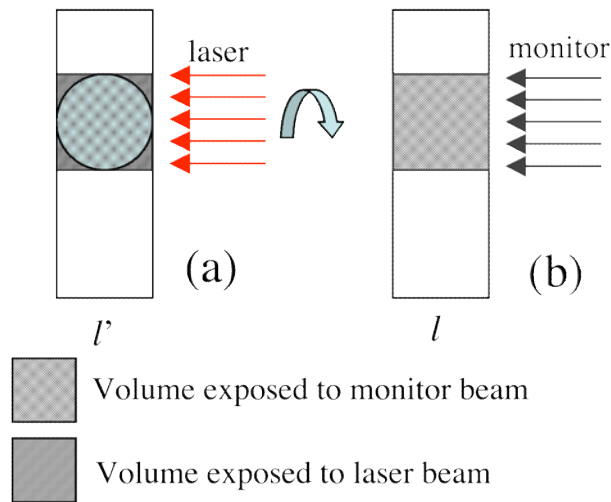 laser
monitor
(a)
(b)
l’
l
Volume exposed to monitor beam
Volume exposed to laser beam